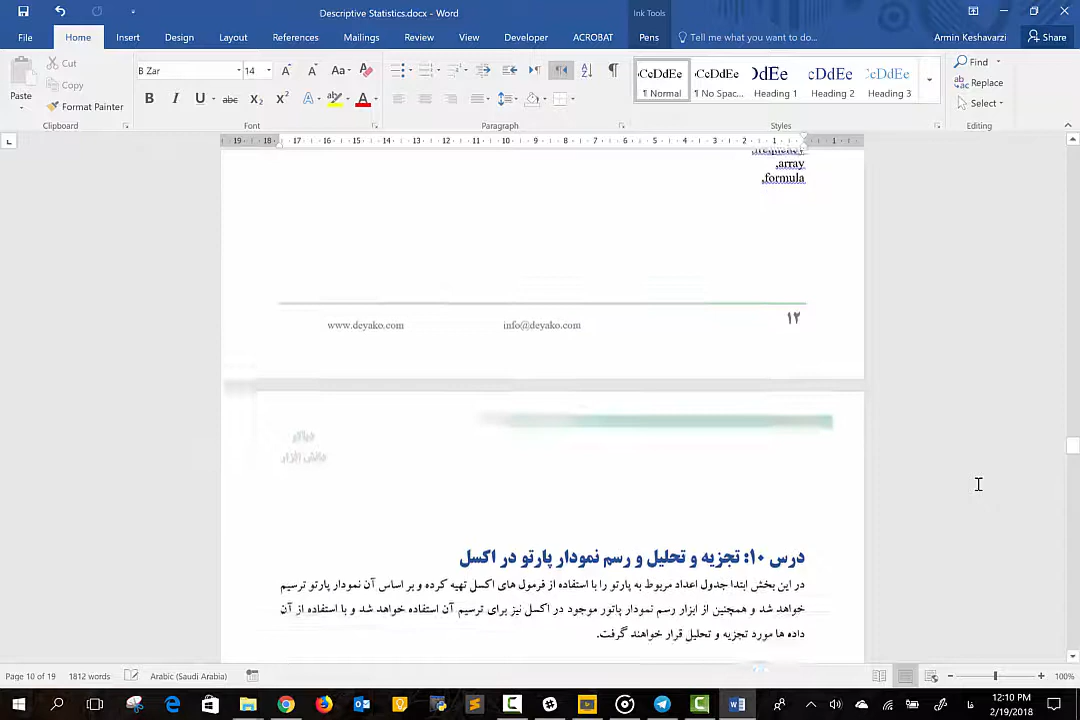 Descriptive Statistics.docx - Word
Ink Tools
Armin Keshavarzi
Share
File
Home
Insert
Design
Layout
References
Mailings
Review
View
Developer
ACROBAT
Pens
Tell me what you want to do...
Paste
Cut
Copy
Format Painter
Clipboard
B Zar
14
Font
Paragraph
AaBbCcDdEe
¶ Normal
¶ No Spac...
Heading 1
Heading 2
Heading 3
Styles
Find
Replace
Select
Editing
,frequency
,array
,formula
www.deyako.com
info@deyako.com
۱۲
دیاکو
دانش افزار
درس ۱۰: تجزیه و تحلیل و رسم نمودار پارتو در اکسل
در این بخش ابتدا جدول اعداد مربوط به پارتو را با استفاده از فرمول های اکسل تهیه کرده و بر اساس آن نمودار پارتو ترسیم
خواهد شد و همچنین از ابزار رسم نمودار پاتور موجود در اکسل نیز برای ترسیم آن استفاده خواهد شد و با استفاده از آن
داده ها مورد تجزیه و تحلیل قرار خواهند گرفت.
Page 10 of 19
1812 words
Arabic (Saudi Arabia)
100%
12:10 PM
2/19/2018